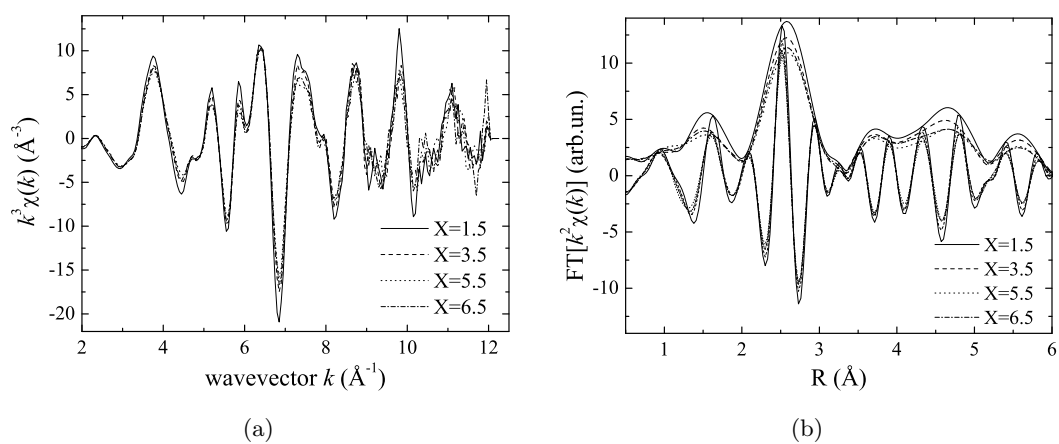 10
5
0
-5
-10
-15
-20
2
4
6
8
10
12
k³χ(k) (Å⁻³)
wavevector k (Å⁻¹)
X=1.5
X=3.5
X=5.5
X=6.5
(a)
10
5
0
-5
-10
1
2
3
4
5
6
FT[k²χ(k)] (arb.un.)
R (Å)
X=1.5
X=3.5
X=5.5
X=6.5
(b)